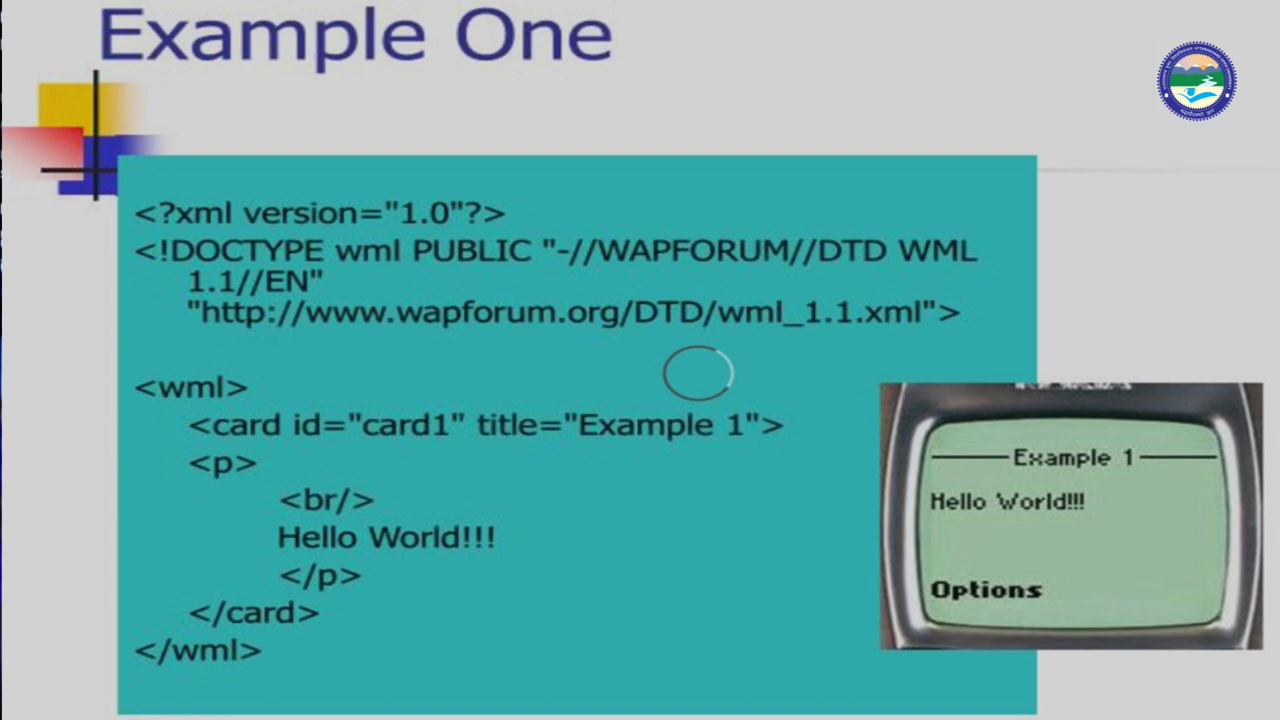 Example One
<?xml version="1.0"?>
<!DOCTYPE wml PUBLIC "-//WAPFORUM//DTD WML
1.1//EN"
"http://www.wapforum.org/DTD/wml_1.1.xml">
<wml>
<card id="card1" title="Example 1">
<p>
<br/>
Hello World!!!
</p>
</card>
</wml>
Example 1
Hello World!!!
Options